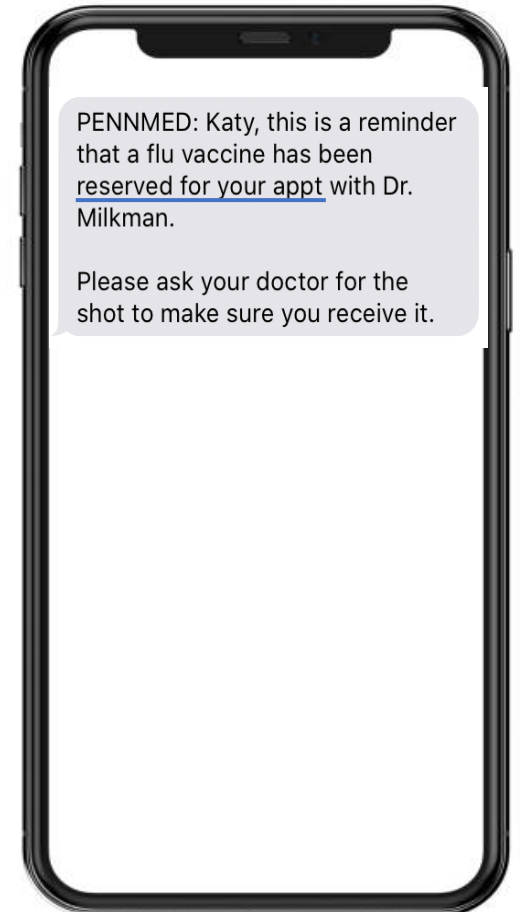 PENNMED: Katy, this is a reminder
that a flu vaccine has been
reserved for your appt with Dr.
Milkman.
Please ask your doctor for the
shot to make sure you receive it.